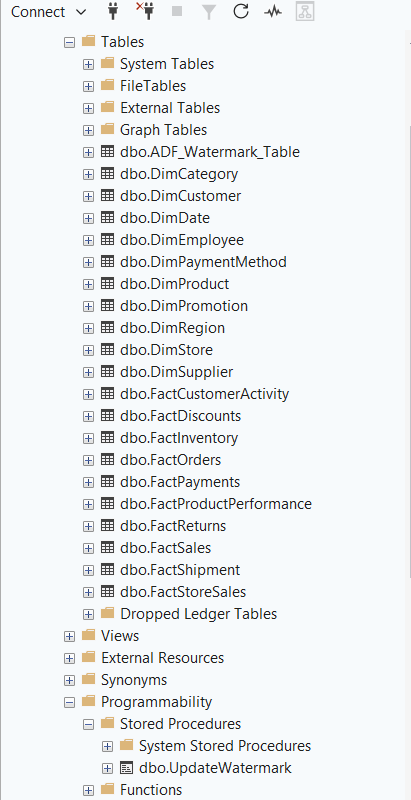 Connect
Tables
System Tables
FileTables
External Tables
Graph Tables
dbo.ADF_Watermark_Table
dbo.DimCategory
dbo.DimCustomer
dbo.DimDate
dbo.DimEmployee
dbo.DimPaymentMethod
dbo.DimProduct
dbo.DimPromotion
dbo.DimRegion
dbo.DimStore
dbo.DimSupplier
dbo.FactCustomerActivity
dbo.FactDiscounts
dbo.FactInventory
dbo.FactOrders
dbo.FactPayments
dbo.FactProductPerformance
dbo.FactReturns
dbo.FactSales
dbo.FactShipment
dbo.FactStoreSales
Dropped Ledger Tables
Views
External Resources
Synonyms
Programmability
Stored Procedures
System Stored Procedures
dbo.UpdateWatermark
Functions